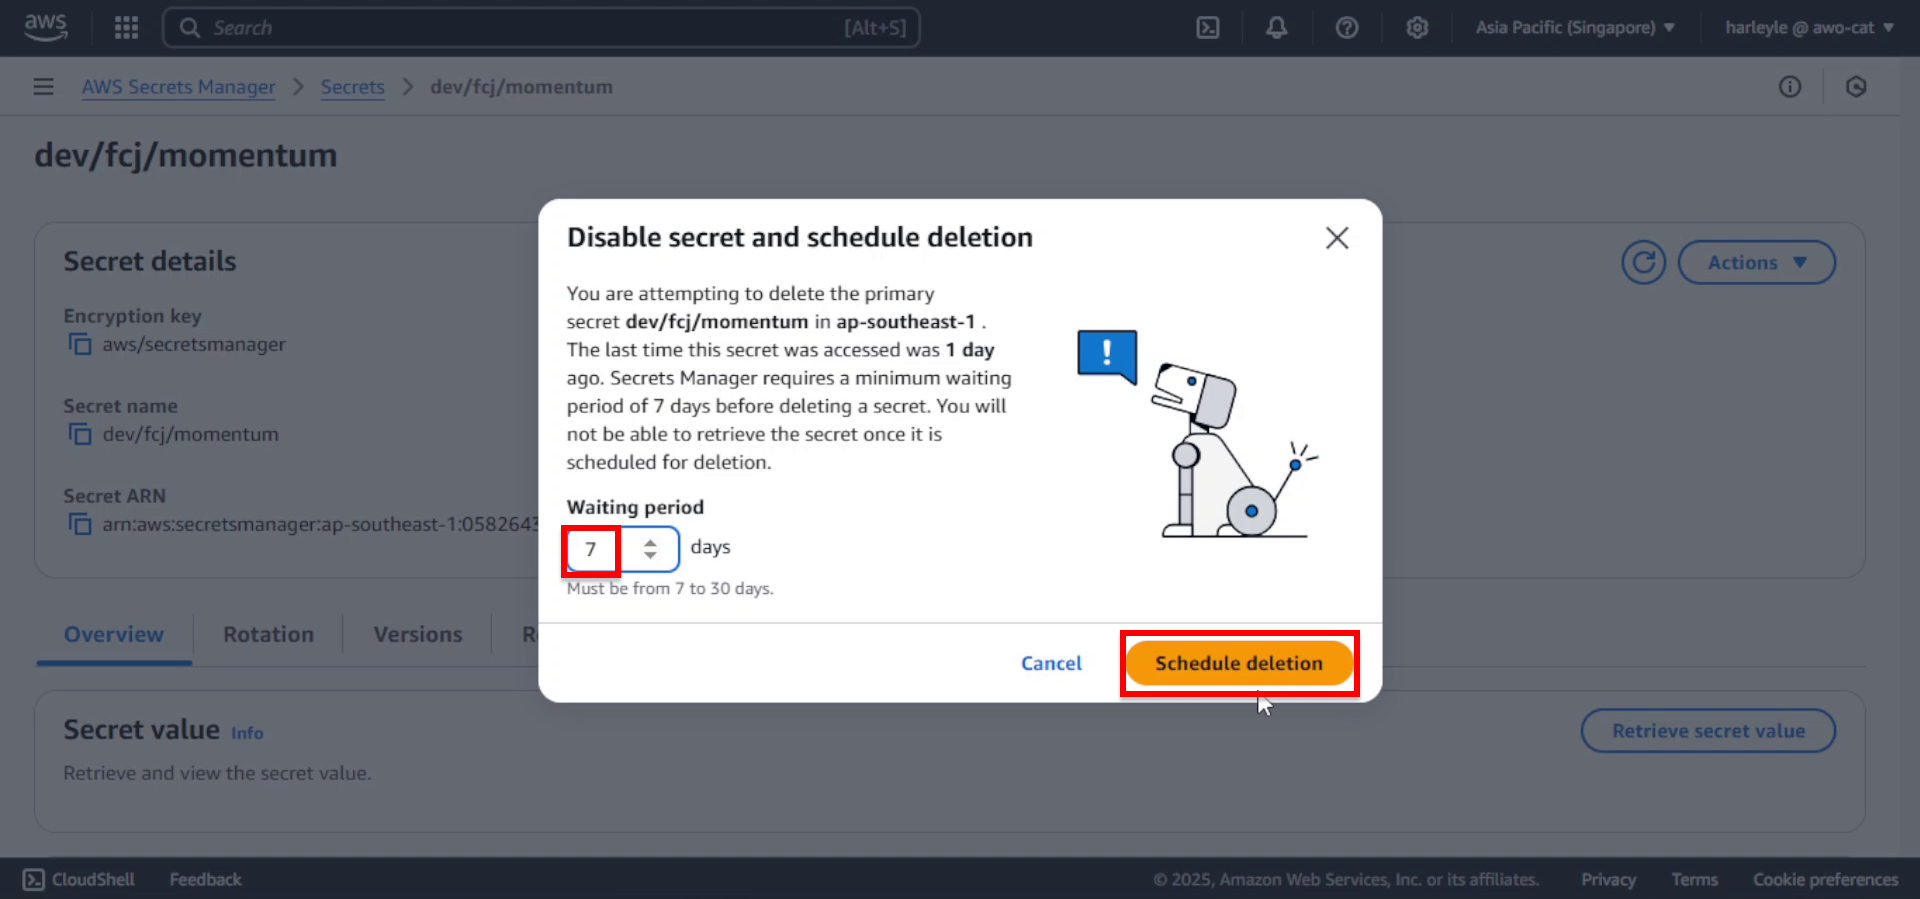 aws
Search [Alt+S]
Asia Pacific (Singapore) harleyle @ awo-cat
AWS Secrets Manager > Secrets > dev/fcj/momentum
dev/fcj/momentum
Secret details
Actions
Encryption key
aws/secretsmanager
Secret name
dev/fcj/momentum
Secret ARN
arn:aws:secretsmanager:ap-southeast-1:0582643
Disable secret and schedule deletion
You are attempting to delete the primary
secret dev/fcj/momentum in ap-southeast-1 .
The last time this secret was accessed was 1 day
ago. Secrets Manager requires a minimum waiting
period of 7 days before deleting a secret. You will
not be able to retrieve the secret once it is
scheduled for deletion.
!
Waiting period
7 days
Must be from 7 to 30 days.
Cancel Schedule deletion
Overview Rotation Versions
Secret value Info
Retrieve secret value
Retrieve and view the secret value.
CloudShell Feedback © 2025, Amazon Web Services, Inc. or its affiliates. Privacy Terms Cookie preferences